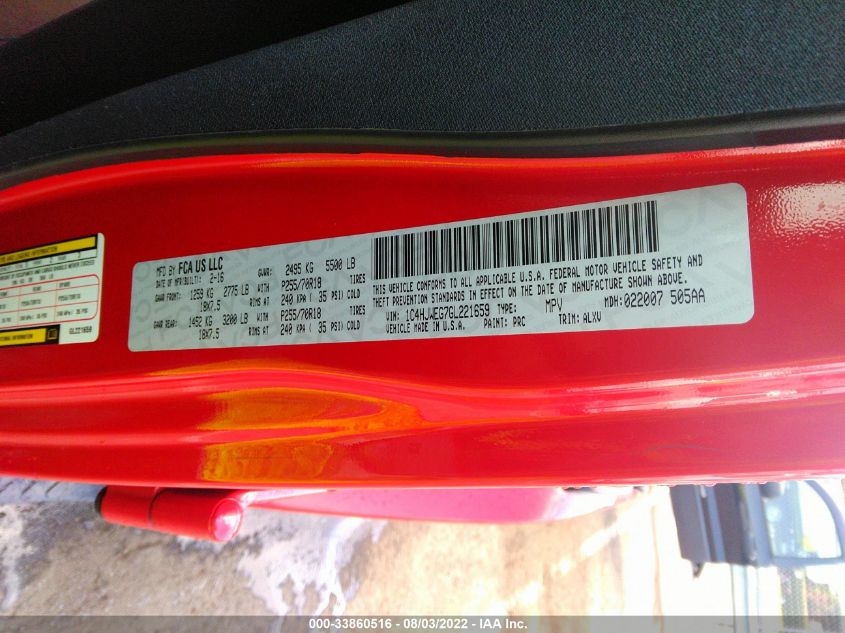 MFD BY FCA US LLC
DATE OF MFR(BUILT): 2-16 GVWR: 2495 KG 5500 LB
GAWR FRONT: 1259 KG 2775 LB P255/70R18 TIRES
18X7.5 RIMS AT 240 KPA ( 35 PSI) COLD
GAWR REAR: 1452 KG 3200 LB P255/70R18 TIRES
18X7.5 RIMS AT 240 KPA ( 35 PSI) COLD
THIS VEHICLE CONFORMS TO ALL APPLICABLE U.S.A. FEDERAL MOTOR VEHICLE SAFETY AND
THEFT PREVENTION STANDARDS IN EFFECT ON THE DATE OF MANUFACTURE SHOWN ABOVE.
VIN: 1C4HJWEG7GL221659 TYPE: MPV MDH: 022007 505AA
VEHICLE MADE IN U.S.A. PAINT: PRC TRIM: ALXV
GL221659
000-33860516 - 08/03/2022 - IAA Inc.